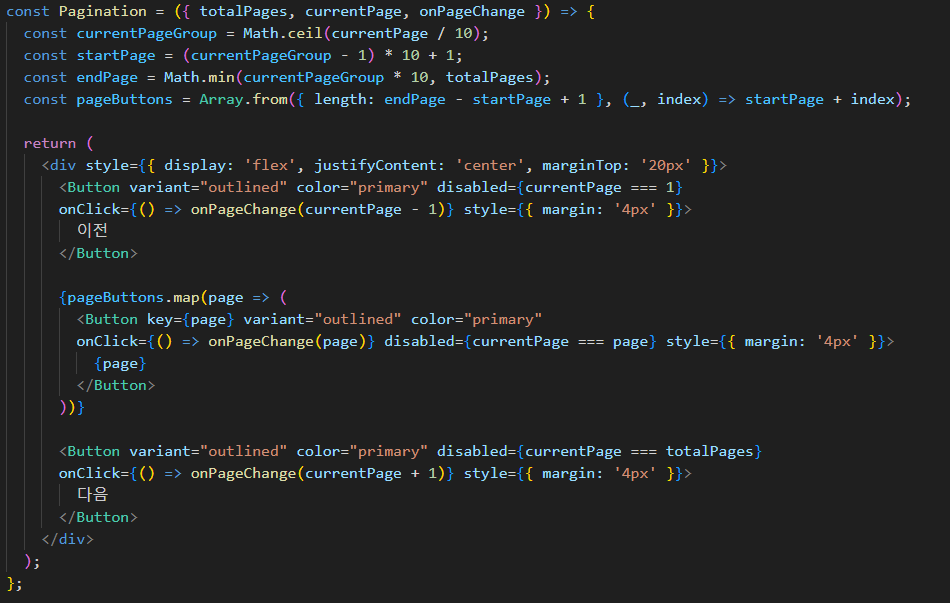 const Pagination = ({ totalPages, currentPage, onPageChange }) => {
const currentPageGroup = Math.ceil(currentPage / 10);
const startPage = (currentPageGroup - 1) * 10 + 1;
const endPage = Math.min(currentPageGroup * 10, totalPages);
const pageButtons = Array.from({ length: endPage - startPage + 1 }, (_, index) => startPage + index);
return (
<div style={{ display: 'flex', justifyContent: 'center', marginTop: '20px' }}>
<Button variant="outlined" color="primary" disabled={currentPage === 1}
onClick={() => onPageChange(currentPage - 1)} style={{ margin: '4px' }}>
이전
</Button>
{pageButtons.map(page => (
<Button key={page} variant="outlined" color="primary"
onClick={() => onPageChange(page)} disabled={currentPage === page} style={{ margin: '4px' }}>
{page}
</Button>
))}
<Button variant="outlined" color="primary" disabled={currentPage === totalPages}
onClick={() => onPageChange(currentPage + 1)} style={{ margin: '4px' }}>
다음
</Button>
</div>
);
};